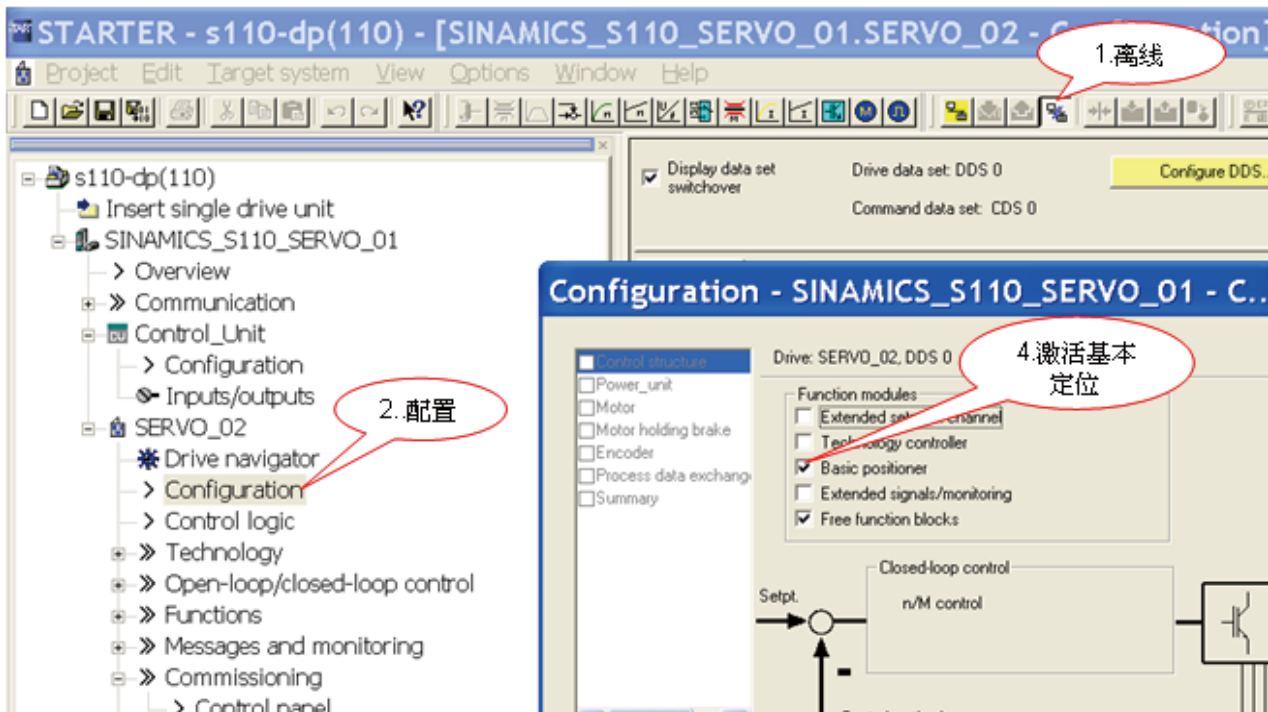 STARTER - s110-dp(110) - [SINAMICS_S110_SERVO_01.SERVO_02 -
1.离线
Project Edit Target system View Options Window Help
s110-dp(110)
Insert single drive unit
SINAMICS_S110_SERVO_01
Overview
Communication
Control_Unit
Configuration
Inputs/outputs
SERVO_02
Drive navigator
Configuration
Control logic
Technology
Open-loop/closed-loop control
Functions
Messages and monitoring
Commissioning
Control panel
2..配置
Display data set
switchover
Drive data set: DDS 0
Configure DDS..
Command data set: CDS 0
Configuration - SINAMICS_S110_SERVO_01 - C..
Control structure
Power_unit
Motor
Motor holding brake
Encoder
Process data exchang
Summary
Drive: SERVO_02, DDS 0
4.激活基本
定位
Function modules
Extended channel
Technology controller
Basic positioner
Extended signals/monitoring
Free function blocks
Closed-loop control
Setpt.
n/M control